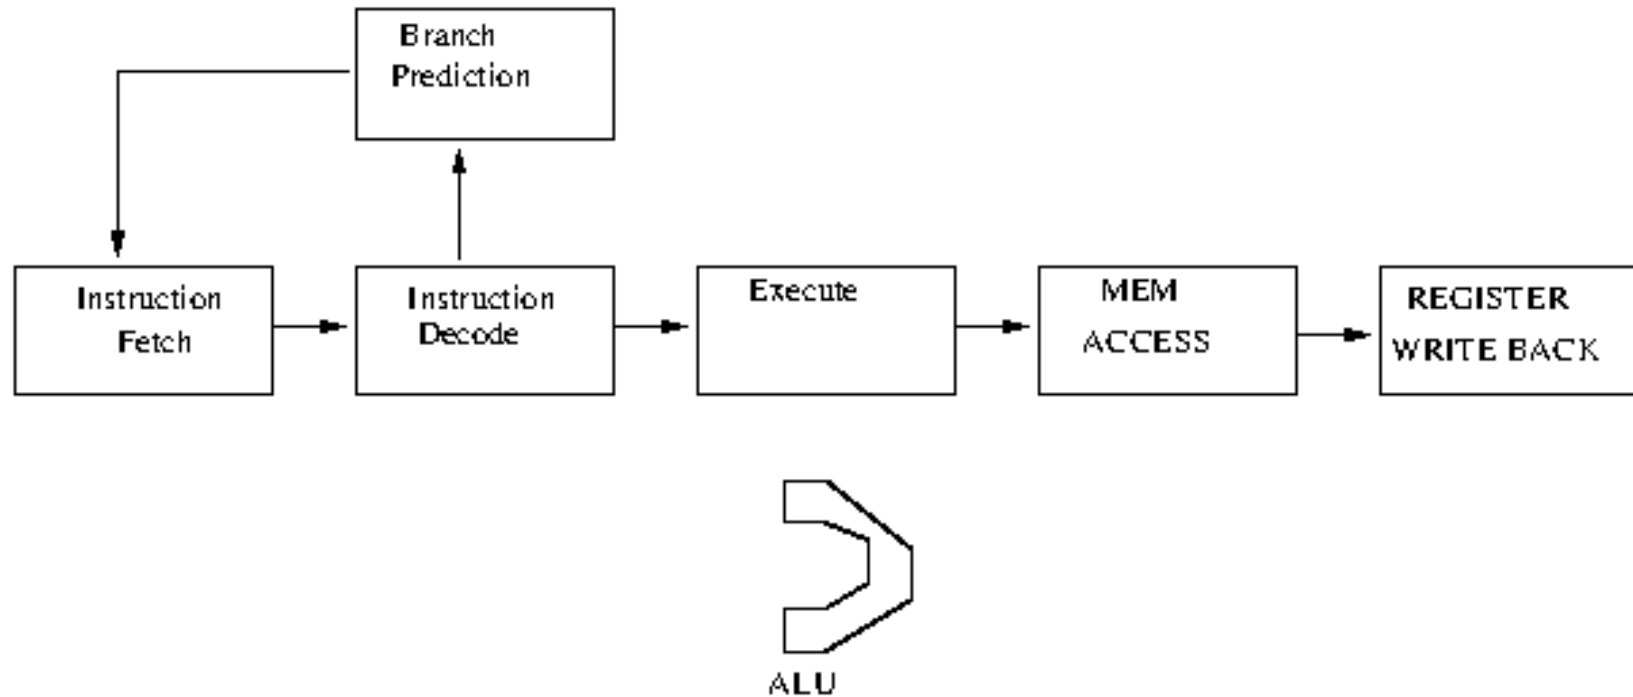 Branch
Prediction
Instruction
Fetch
Instruction
Decode
Execute
MEM
ACCESS
REGISTER
WRITE BACK
ALU